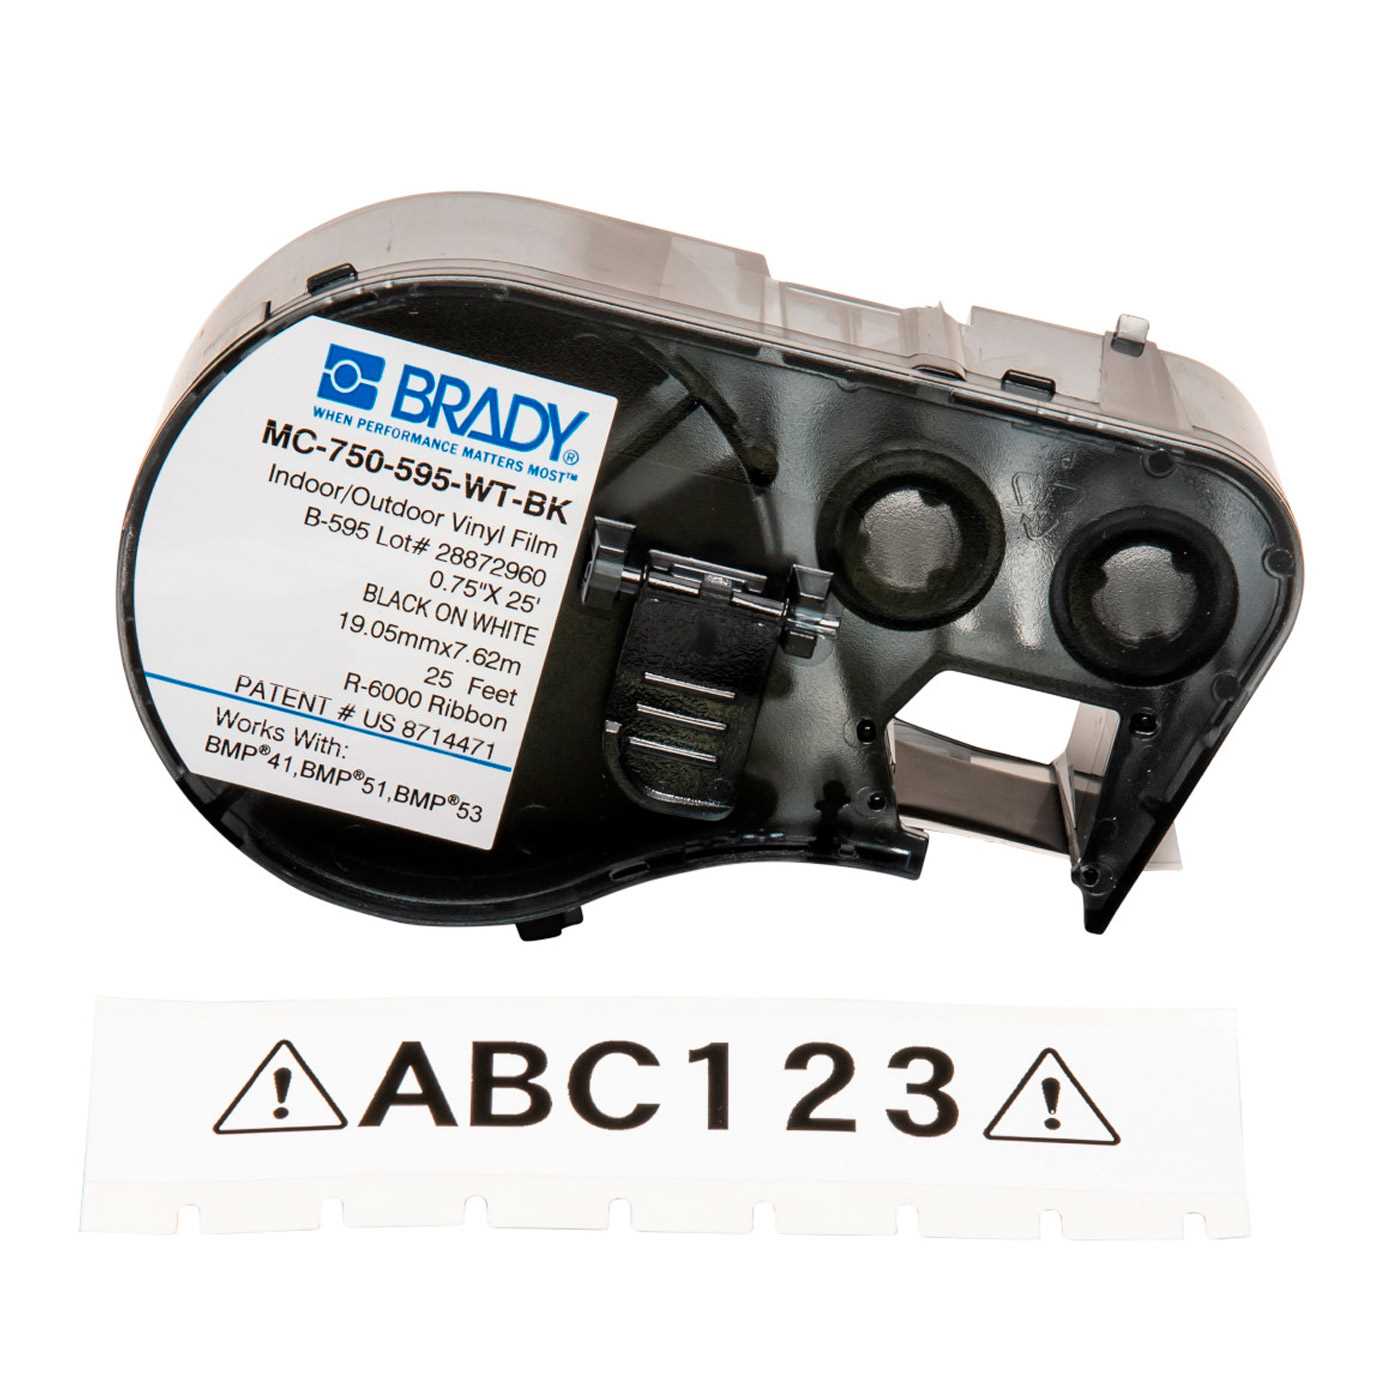 BRADY®
WHEN PERFORMANCE MATTERS MOST™
MC-750-595-WT-BK
Indoor/Outdoor Vinyl Film
B-595 Lot# 28872960
0.75"X 25'
BLACK ON WHITE
19.05mmx7.62m
25 Feet
R-6000 Ribbon
PATENT # US 8714471
Works With:
BMP®41,BMP®51,BMP®53
ABC123